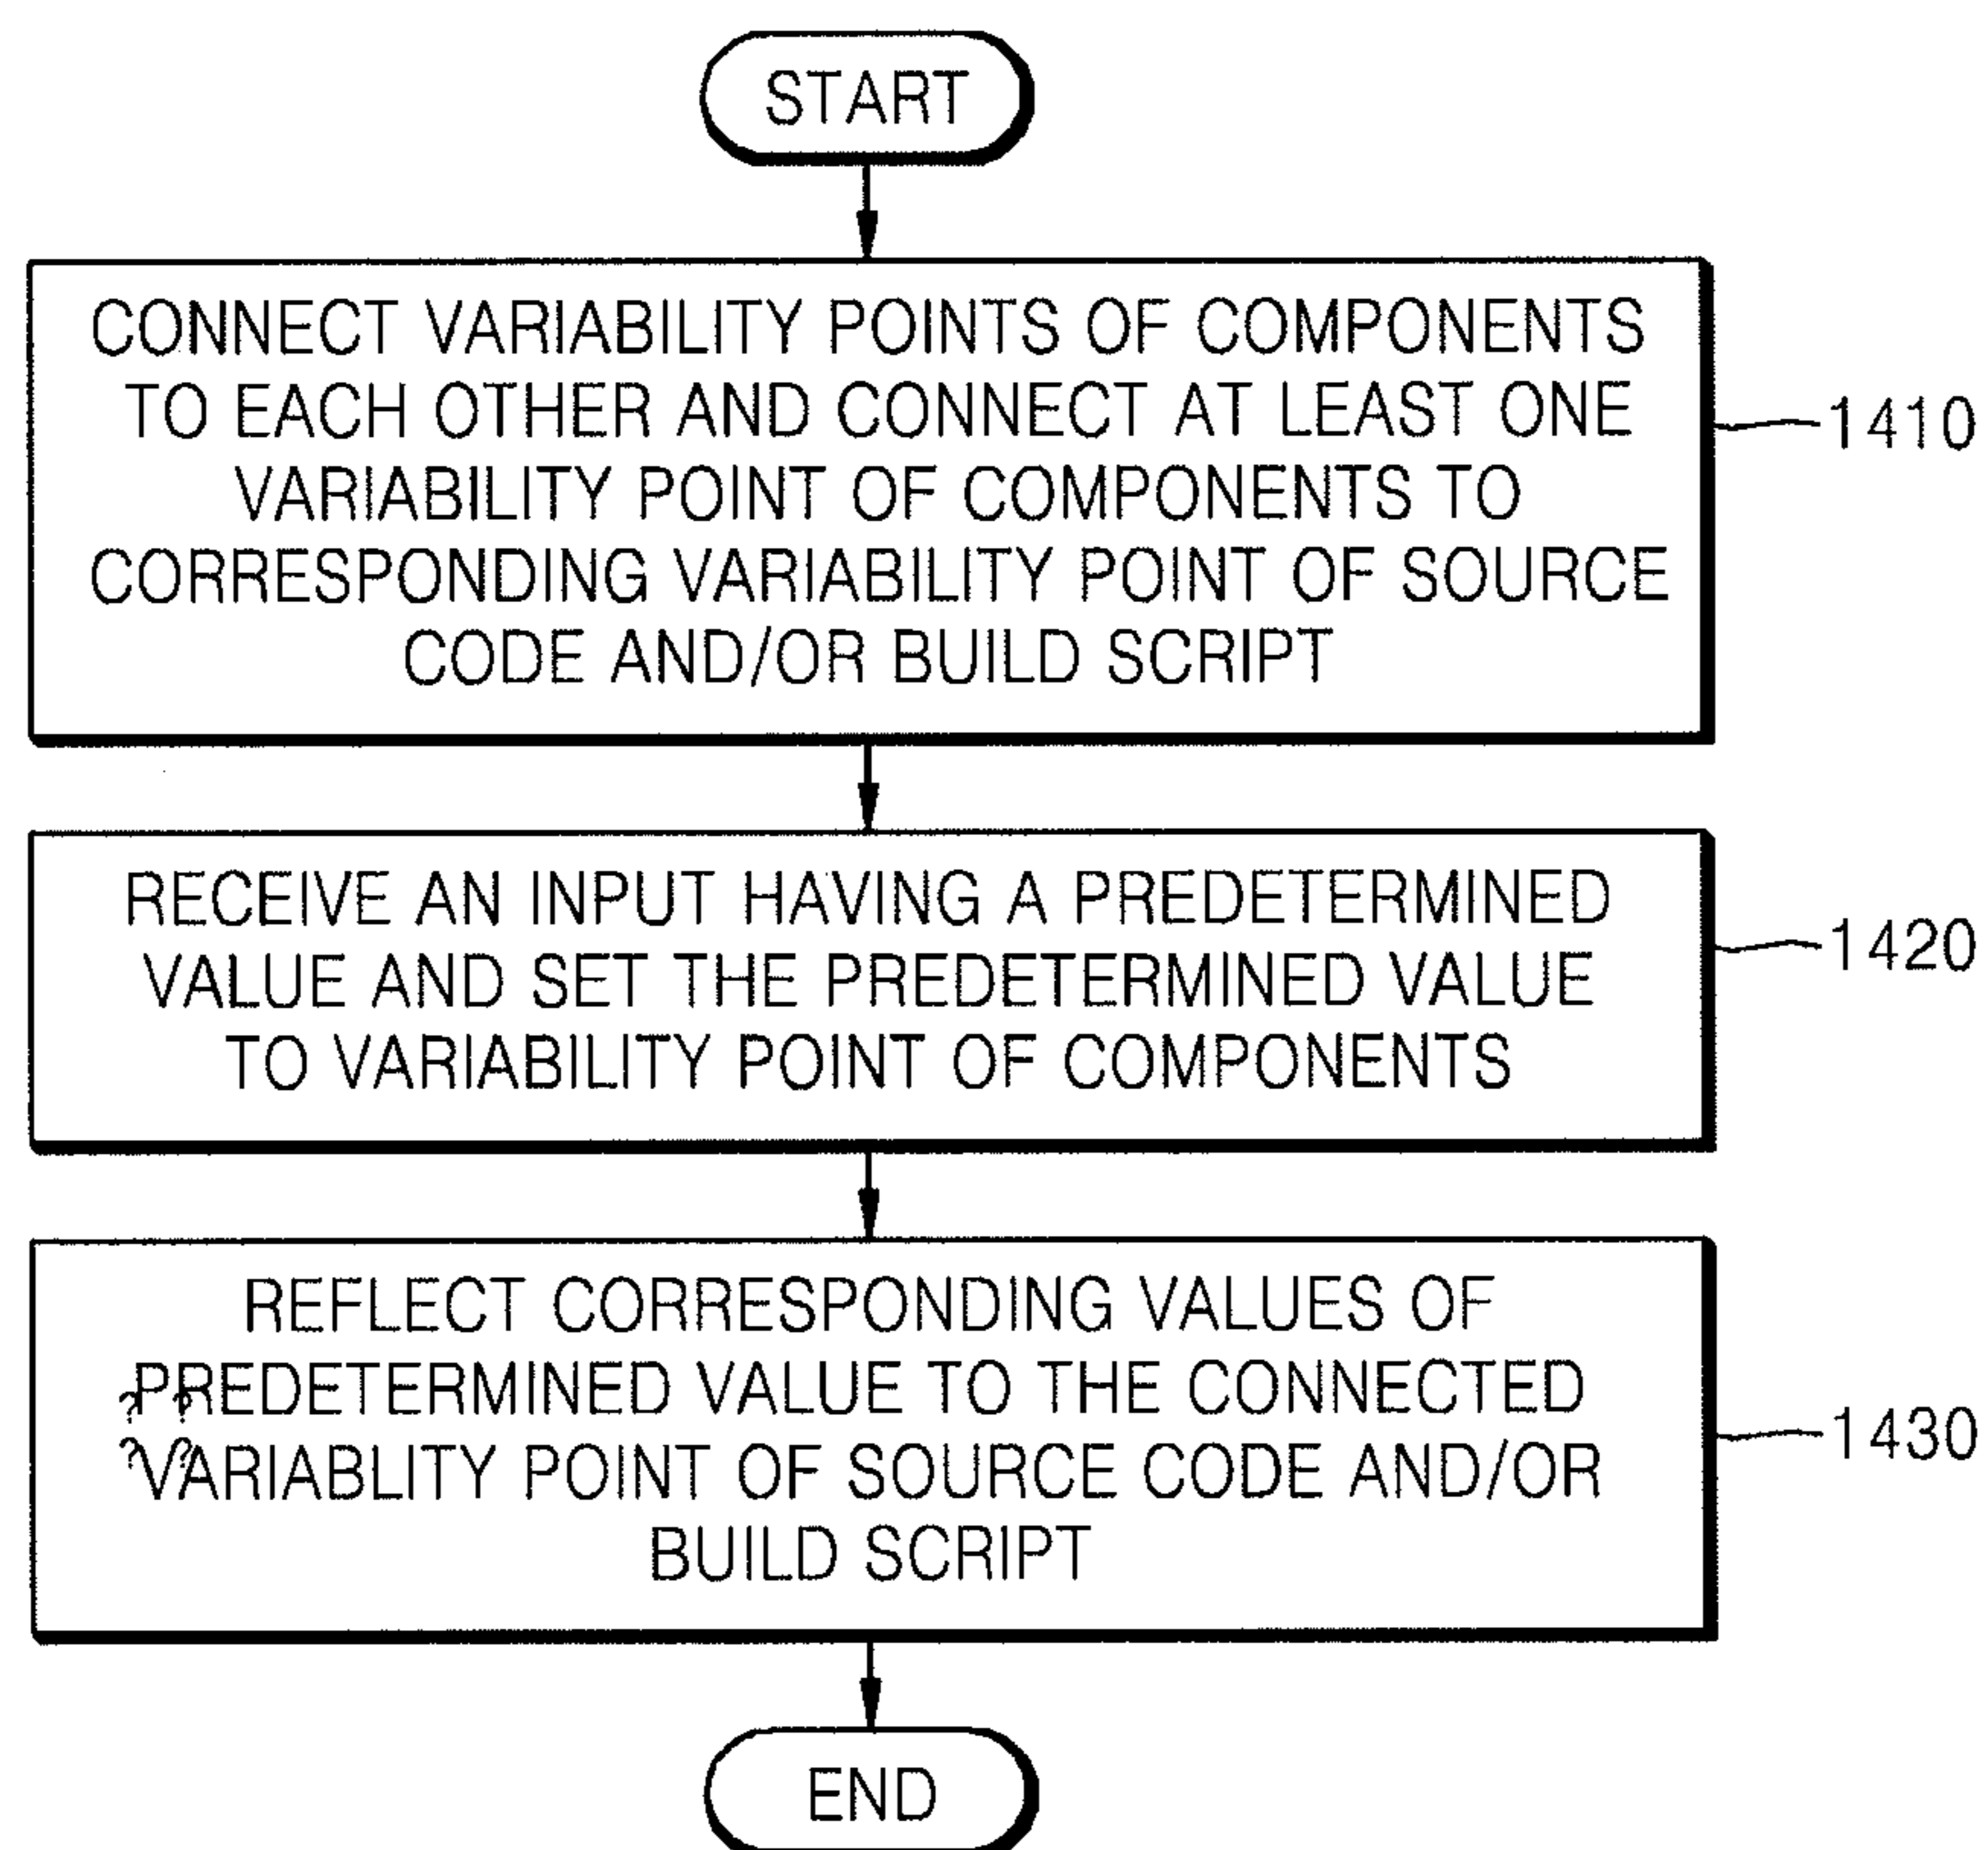 START
CONNECT VARIABILITY POINTS OF COMPONENTS
TO EACH OTHER AND CONNECT AT LEAST ONE
VARIABILITY POINT OF COMPONENTS TO
CORRESPONDING VARIABILITY POINT OF SOURCE
CODE AND/OR BUILD SCRIPT
1410
RECEIVE AN INPUT HAVING A PREDETERMINED
VALUE AND SET THE PREDETERMINED VALUE
TO VARIABILITY POINT OF COMPONENTS
1420
REFLECT CORRESPONDING VALUES OF
PREDETERMINED VALUE TO THE CONNECTED
? ?
VARIABLITY POINT OF SOURCE CODE AND/OR
? ?
BUILD SCRIPT
1430
END